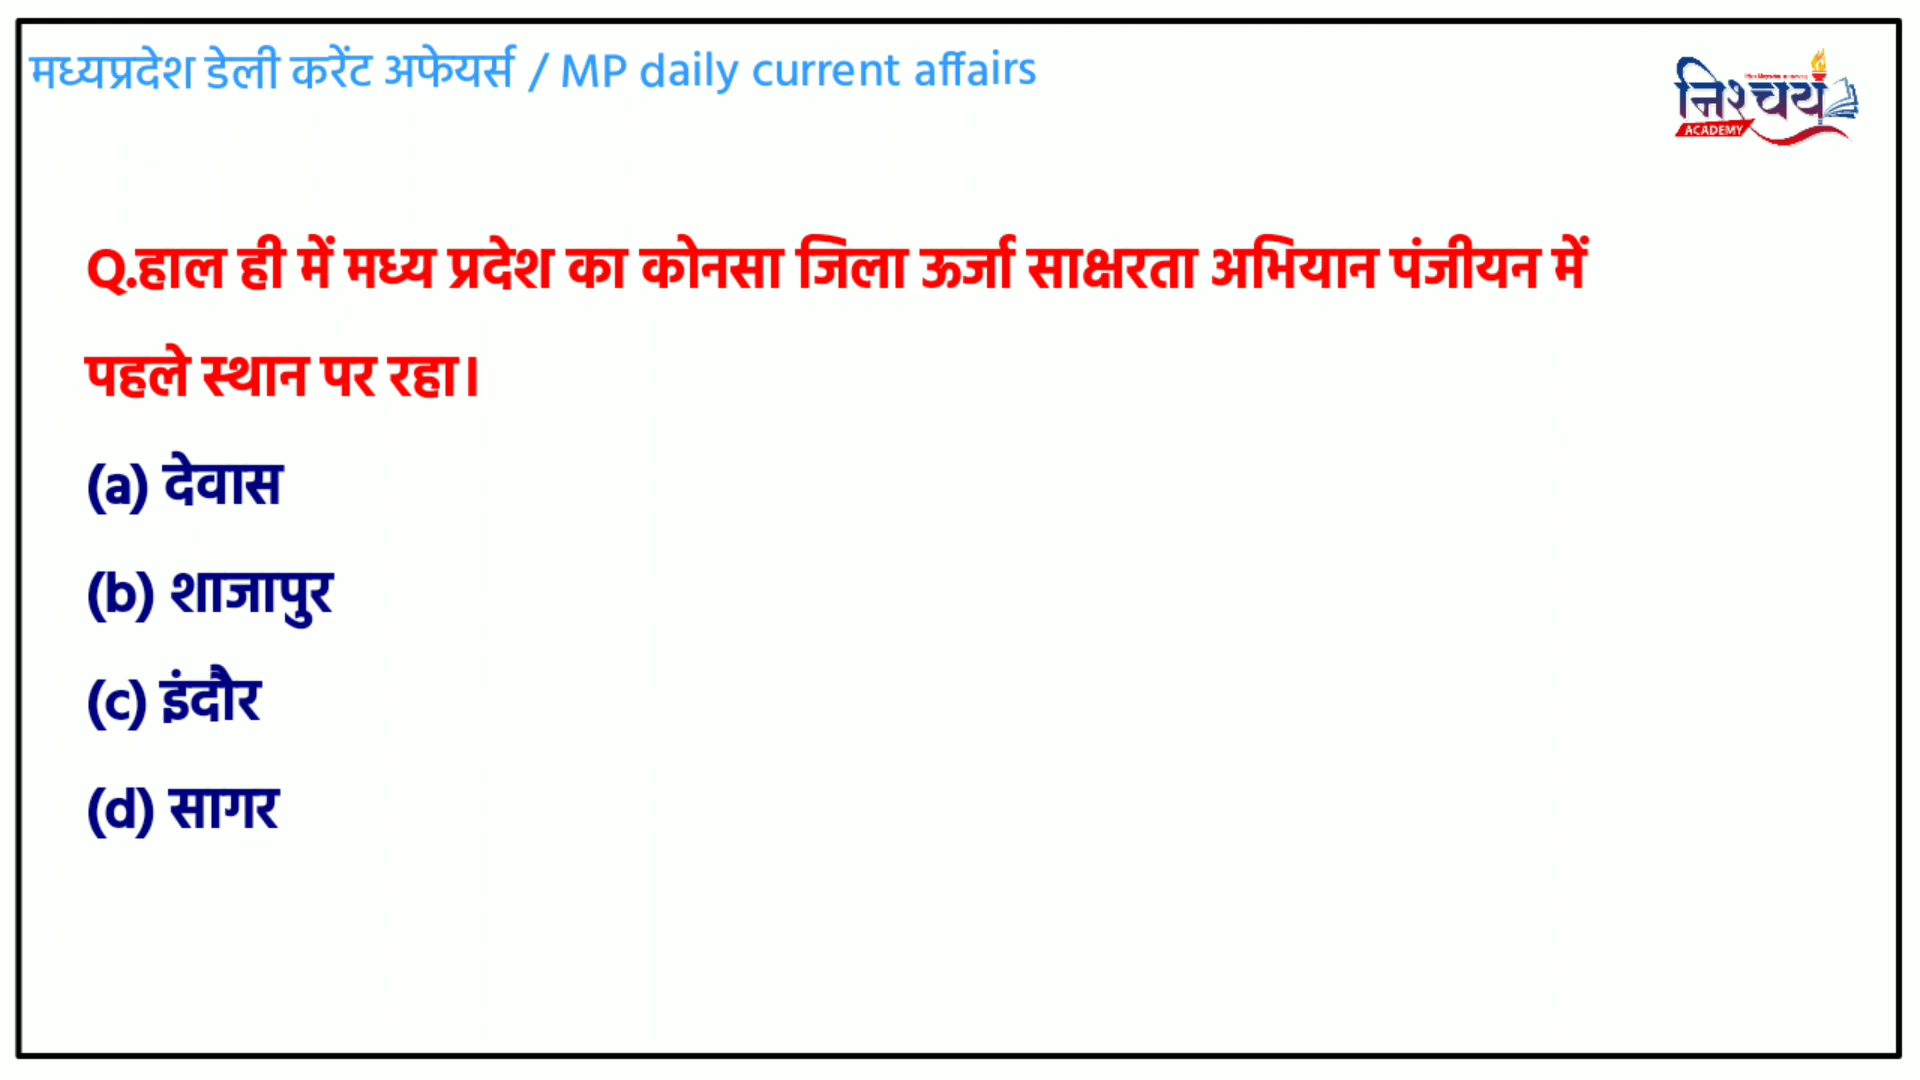 मध्यप्रदेश डेली करेंट अफेयर्स / MP daily current affairs
निश्चय
ACADEMY
Q.हाल ही में मध्य प्रदेश का कोनसा जिला ऊर्जा साक्षरता अभियान पंजीयन में
पहले स्थान पर रहा।
(a) देवास
(b) शाजापुर
(c) इंदौर
(d) सागर